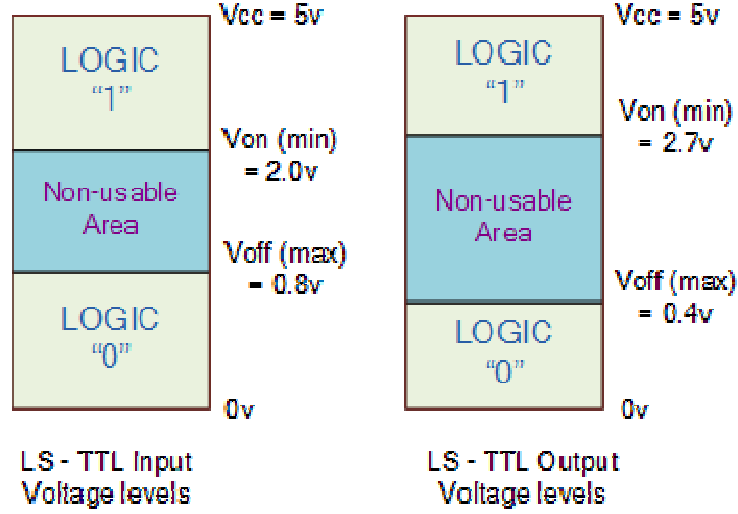 Vcc = 5v
LOGIC
“1”
Von (min)
= 2.0v
Non-usable
Area
Voff (max)
= 0.8v
LOGIC
“0”
0v
LS - TTL Input
Voltage levels
Vcc = 5v
LOGIC
“1”
Von (min)
= 2.7v
Non-usable
Area
Voff (max)
= 0.4v
LOGIC
“0”
0v
LS - TTL Output
Voltage levels